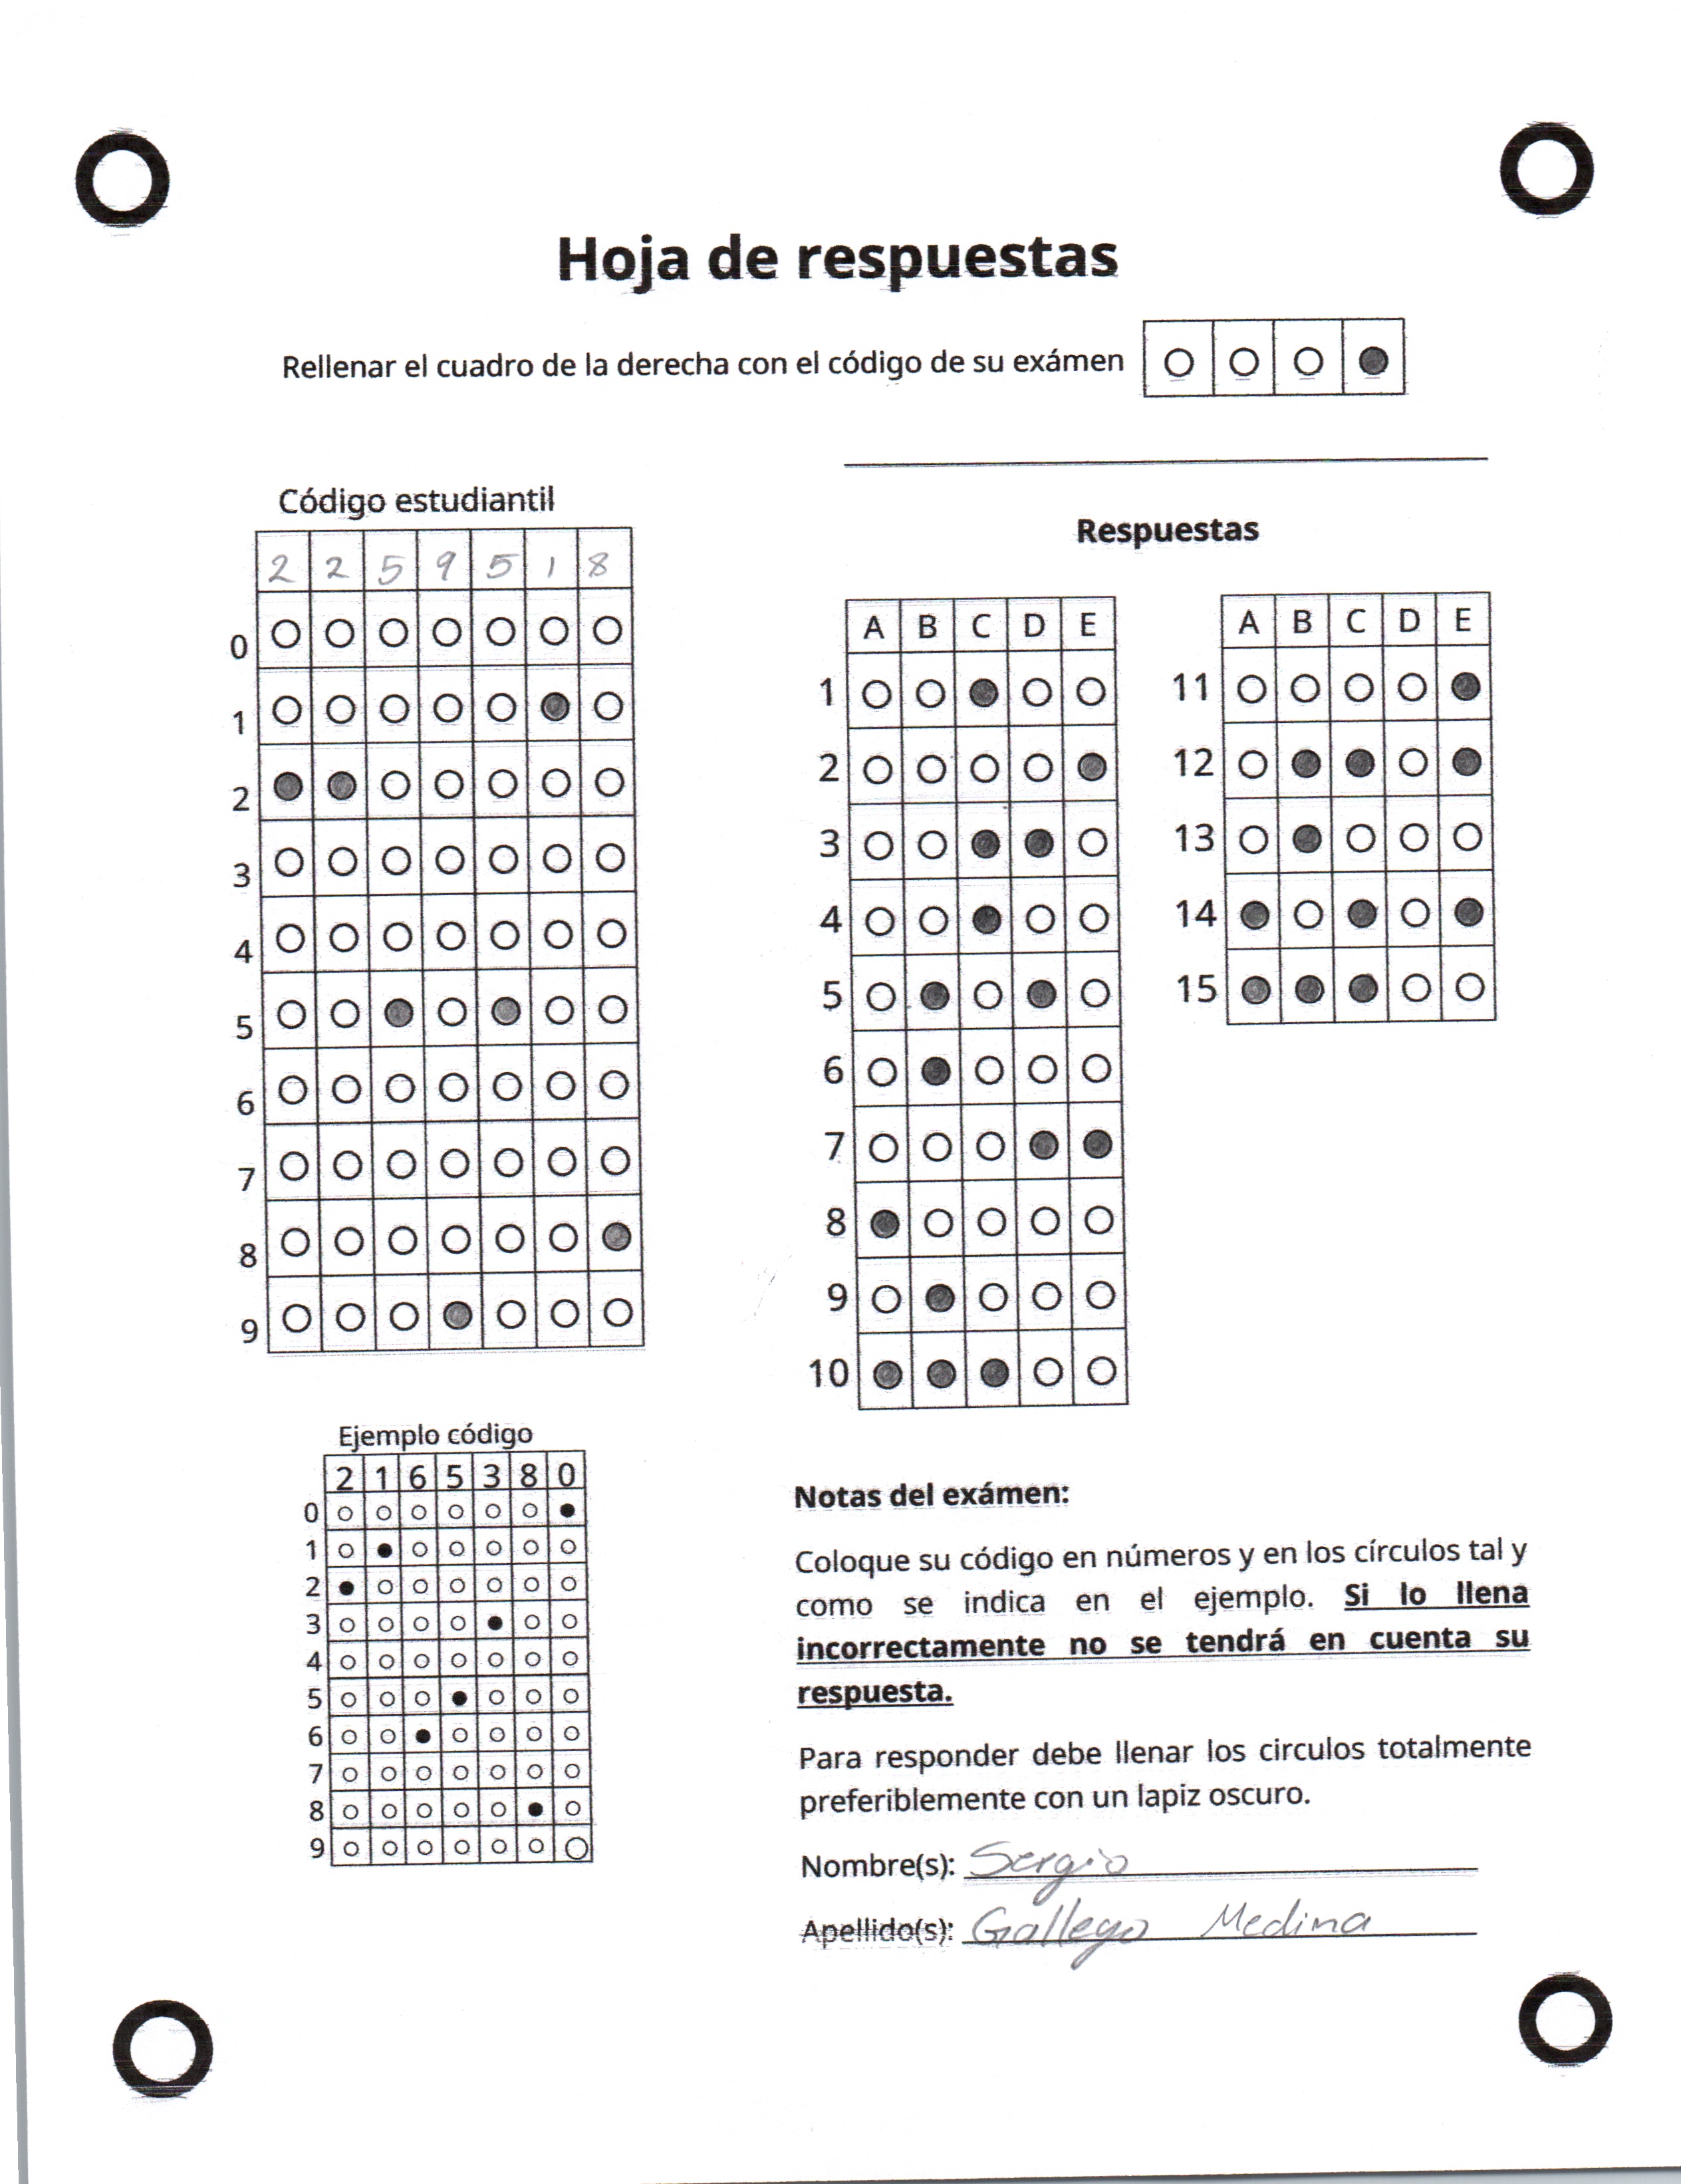 Hoja de respuestas
Rellenar el cuadro de la derecha con el código de su exámen
Código estudiantil
2 2 5 9 5 1 8
0
1
2
3
4
5
6
7
8
9
Respuestas
A B C D E
1
2
3
4
5
6
7
8
9
10
A B C D E
11
12
13
14
15
Ejemplo código
2 1 6 5 3 8 0
0
1
2
3
4
5
6
7
8
9
Notas del exámen:
Coloque su código en números y en los círculos tal y
como se indica en el ejemplo. Si lo llena
incorrectamente no se tendrá en cuenta su
respuesta.
Para responder debe llenar los circulos totalmente
preferiblemente con un lapiz oscuro.
Nombre(s): Sergio
Apellido(s): Gallego Medina